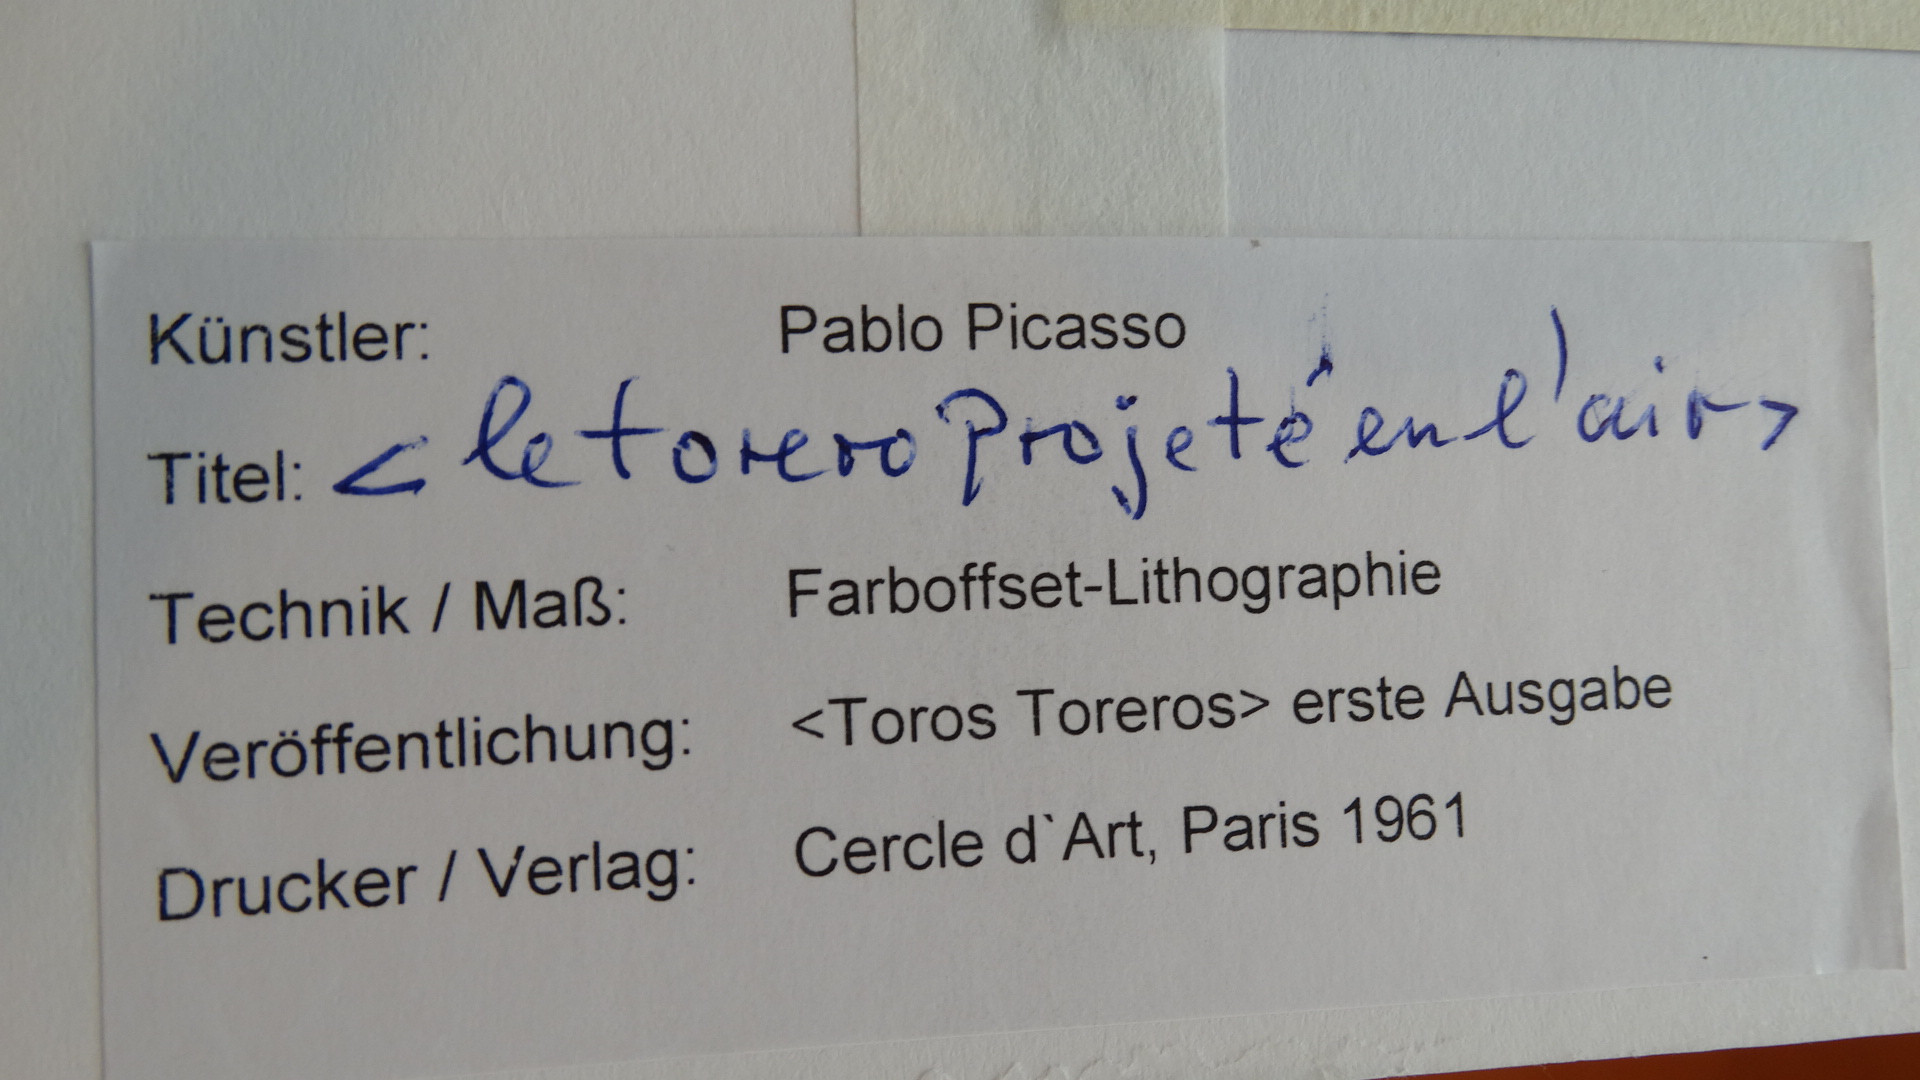 Künstler: Pablo Picasso
Titel: <le torero projeté en l'air>
Technik / Maß: Farboffset-Lithographie
Veröffentlichung: <Toros Toreros> erste Ausgabe
Drucker / Verlag: Cercle d`Art, Paris 1961